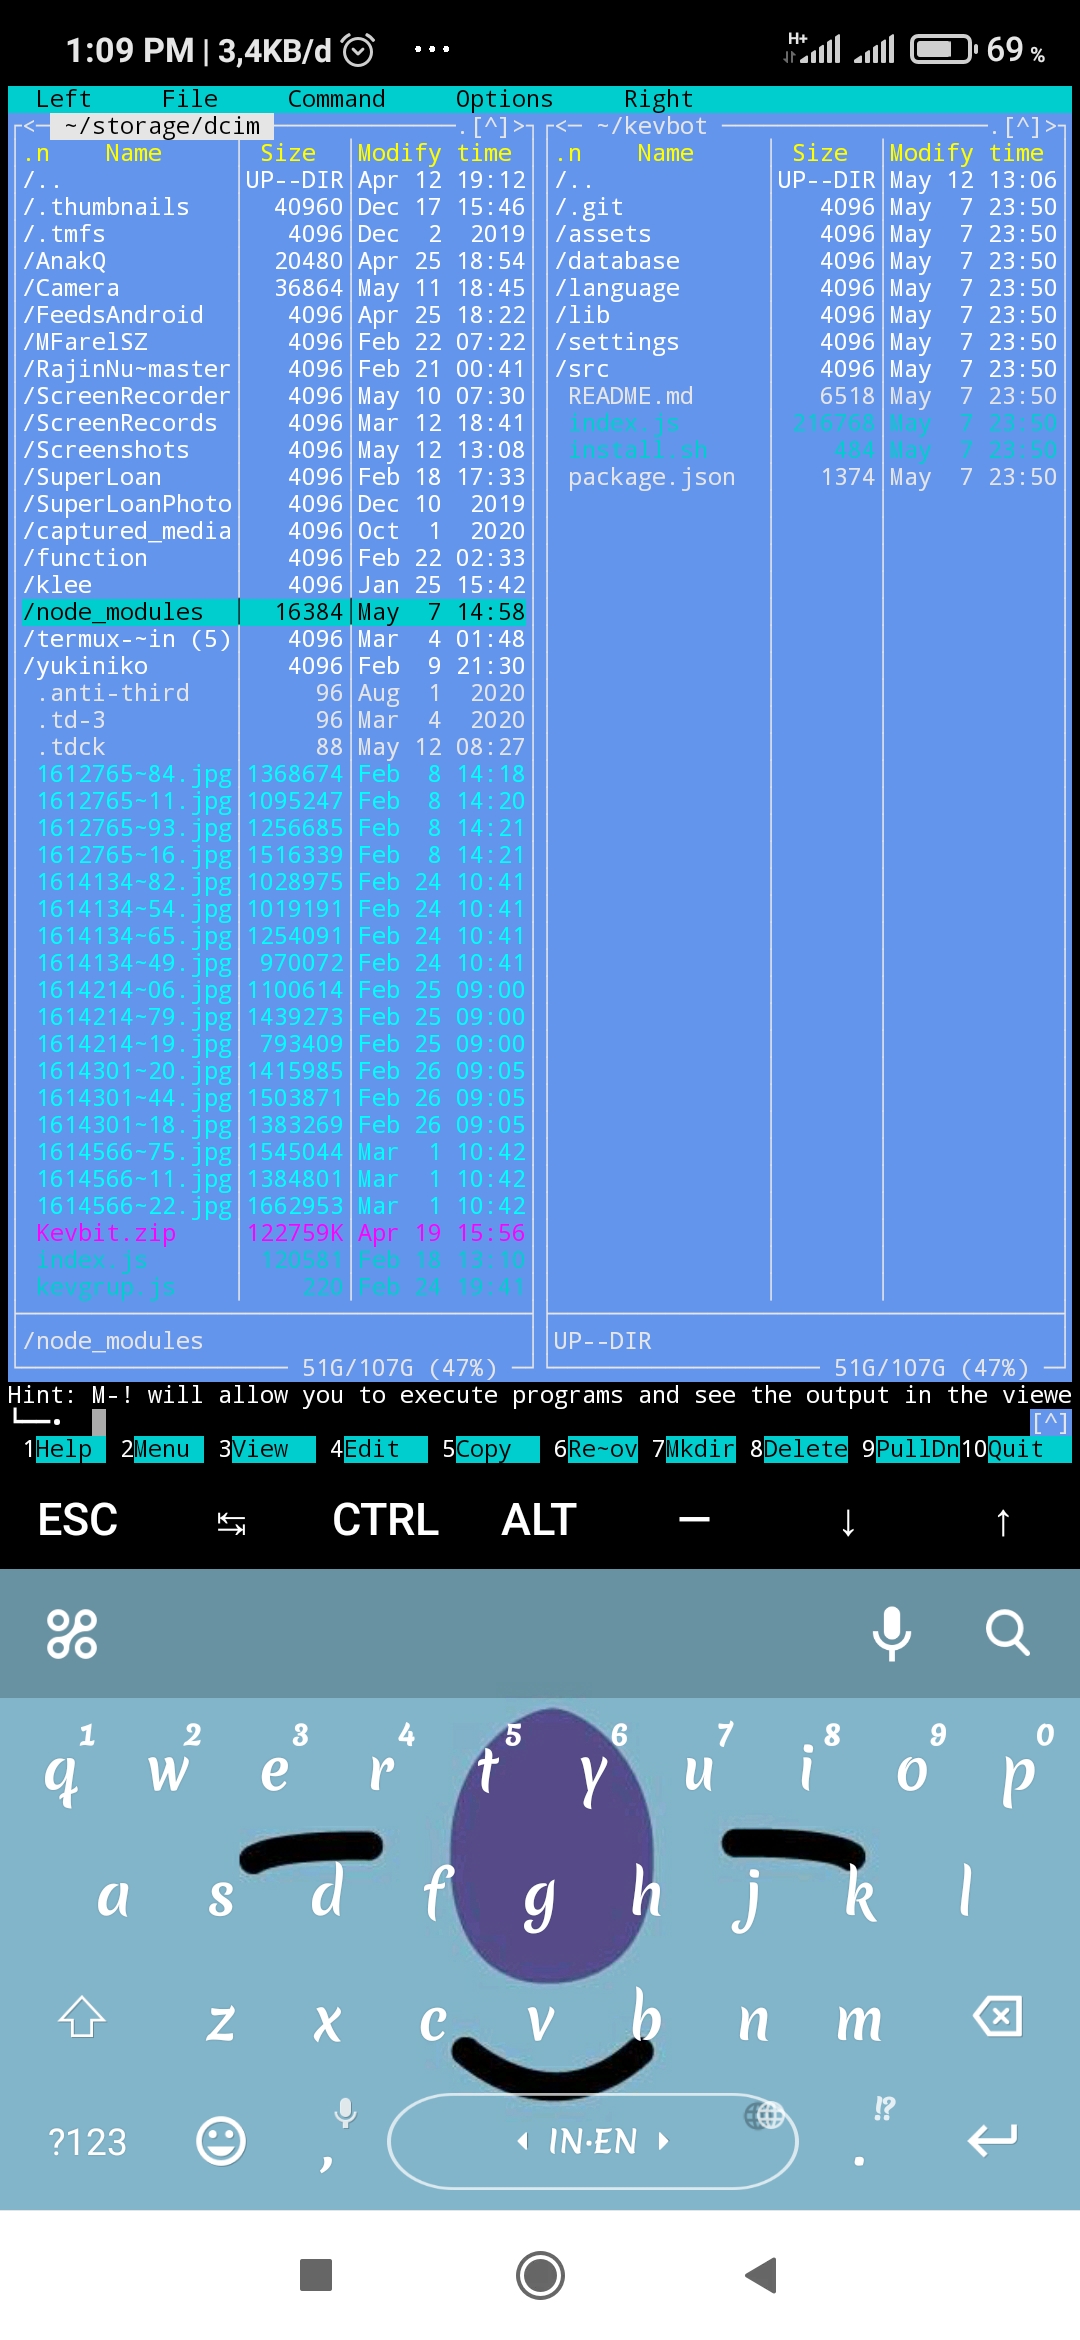 1:09 PM | 3,4KB/d ... H+ 69 %
Left File Command Options Right
<─ ~/storage/dcim .[^]> <─ ~/kevbot .[^]>
.n Name Size Modify time .n Name Size Modify time
/.. UP--DIR Apr 12 19:12 /.. UP--DIR May 12 13:06
/.thumbnails 40960 Dec 17 15:46 /.git 4096 May 7 23:50
/.tmfs 4096 Dec 2 2019 /assets 4096 May 7 23:50
/AnakQ 20480 Apr 25 18:54 /database 4096 May 7 23:50
/Camera 36864 May 11 18:45 /language 4096 May 7 23:50
/FeedsAndroid 4096 Apr 25 18:22 /lib 4096 May 7 23:50
/MFarelSZ 4096 Feb 22 07:22 /settings 4096 May 7 23:50
/RajinNu~master 4096 Feb 21 00:41 /src 4096 May 7 23:50
/ScreenRecorder 4096 May 10 07:30 README.md 6518 May 7 23:50
/ScreenRecords 4096 Mar 12 18:41 index.js 216768 May 7 23:50
/Screenshots 4096 May 12 13:08 install.sh 484 May 7 23:50
/SuperLoan 4096 Feb 18 17:33 package.json 1374 May 7 23:50
/SuperLoanPhoto 4096 Dec 10 2019
/captured_media 4096 Oct 1 2020
/function 4096 Feb 22 02:33
/klee 4096 Jan 25 15:42
/node_modules 16384 May 7 14:58
/termux-~in (5) 4096 Mar 4 01:48
/yukiniko 4096 Feb 9 21:30
.anti-third 96 Aug 1 2020
.td-3 96 Mar 4 2020
.tdck 88 May 12 08:27
1612765~84.jpg 1368674 Feb 8 14:18
1612765~11.jpg 1095247 Feb 8 14:20
1612765~93.jpg 1256685 Feb 8 14:21
1612765~16.jpg 1516339 Feb 8 14:21
1614134~82.jpg 1028975 Feb 24 10:41
1614134~54.jpg 1019191 Feb 24 10:41
1614134~65.jpg 1254091 Feb 24 10:41
1614134~49.jpg 970072 Feb 24 10:41
1614214~06.jpg 1100614 Feb 25 09:00
1614214~79.jpg 1439273 Feb 25 09:00
1614214~19.jpg 793409 Feb 25 09:00
1614301~20.jpg 1415985 Feb 26 09:05
1614301~44.jpg 1503871 Feb 26 09:05
1614301~18.jpg 1383269 Feb 26 09:05
1614566~75.jpg 1545044 Mar 1 10:42
1614566~11.jpg 1384801 Mar 1 10:42
1614566~22.jpg 1662953 Mar 1 10:42
Kevbit.zip 122759K Apr 19 15:56
index.js 120581 Feb 18 13:10
kevgrup.js 220 Feb 24 19:41
/node_modules UP--DIR
51G/107G (47%) 51G/107G (47%)
Hint: M-! will allow you to execute programs and see the output in the viewe
[^]
1Help 2Menu 3View 4Edit 5Copy 6Re~ov 7Mkdir 8Delete 9PullDn 10Quit
ESC ↹ CTRL ALT — ↓ ↑
1 2 3 4 5 6 7 8 9 0
q w e r t y u i o p
a s d f g h j k l
z x c v b n m
!?
?123 , IN·EN .